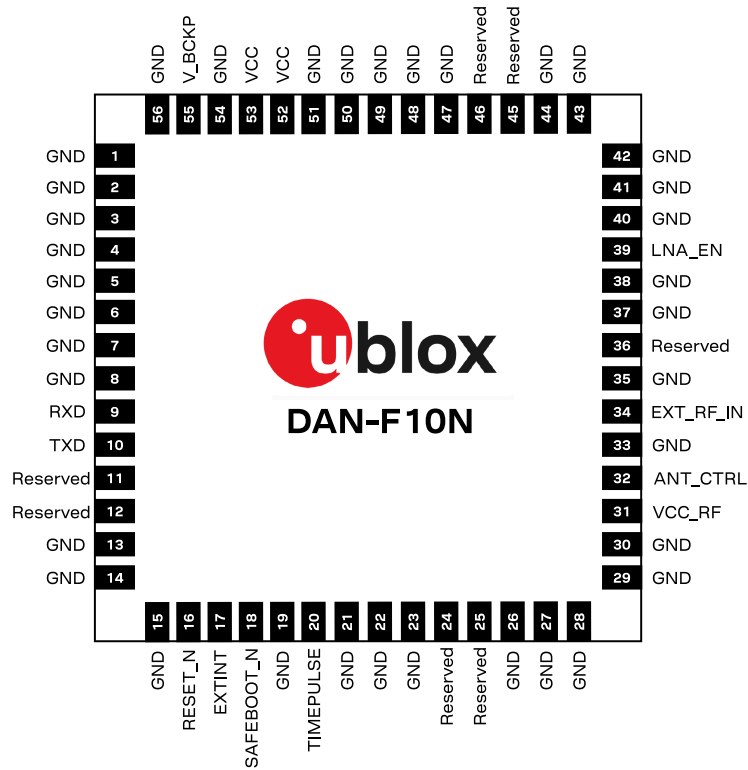 GND V_BCKP GND VCC VCC GND GND GND GND GND Reserved Reserved GND GND
56 55 54 53 52 51 50 49 48 47 46 45 44 43
GND 1 42 GND
GND 2 41 GND
GND 3 40 GND
GND 4 39 LNA_EN
GND 5 38 GND
GND 6 37 GND
GND 7 36 Reserved
GND 8 35 GND
RXD 9 34 EXT_RF_IN
TXD 10 33 GND
Reserved 11 32 ANT_CTRL
Reserved 12 31 VCC_RF
GND 13 30 GND
GND 14 29 GND
ublox
DAN-F10N
15 16 17 18 19 20 21 22 23 24 25 26 27 28
GND RESET_N EXTINT SAFEBOOT_N GND TIMEPULSE GND GND GND Reserved Reserved GND GND GND